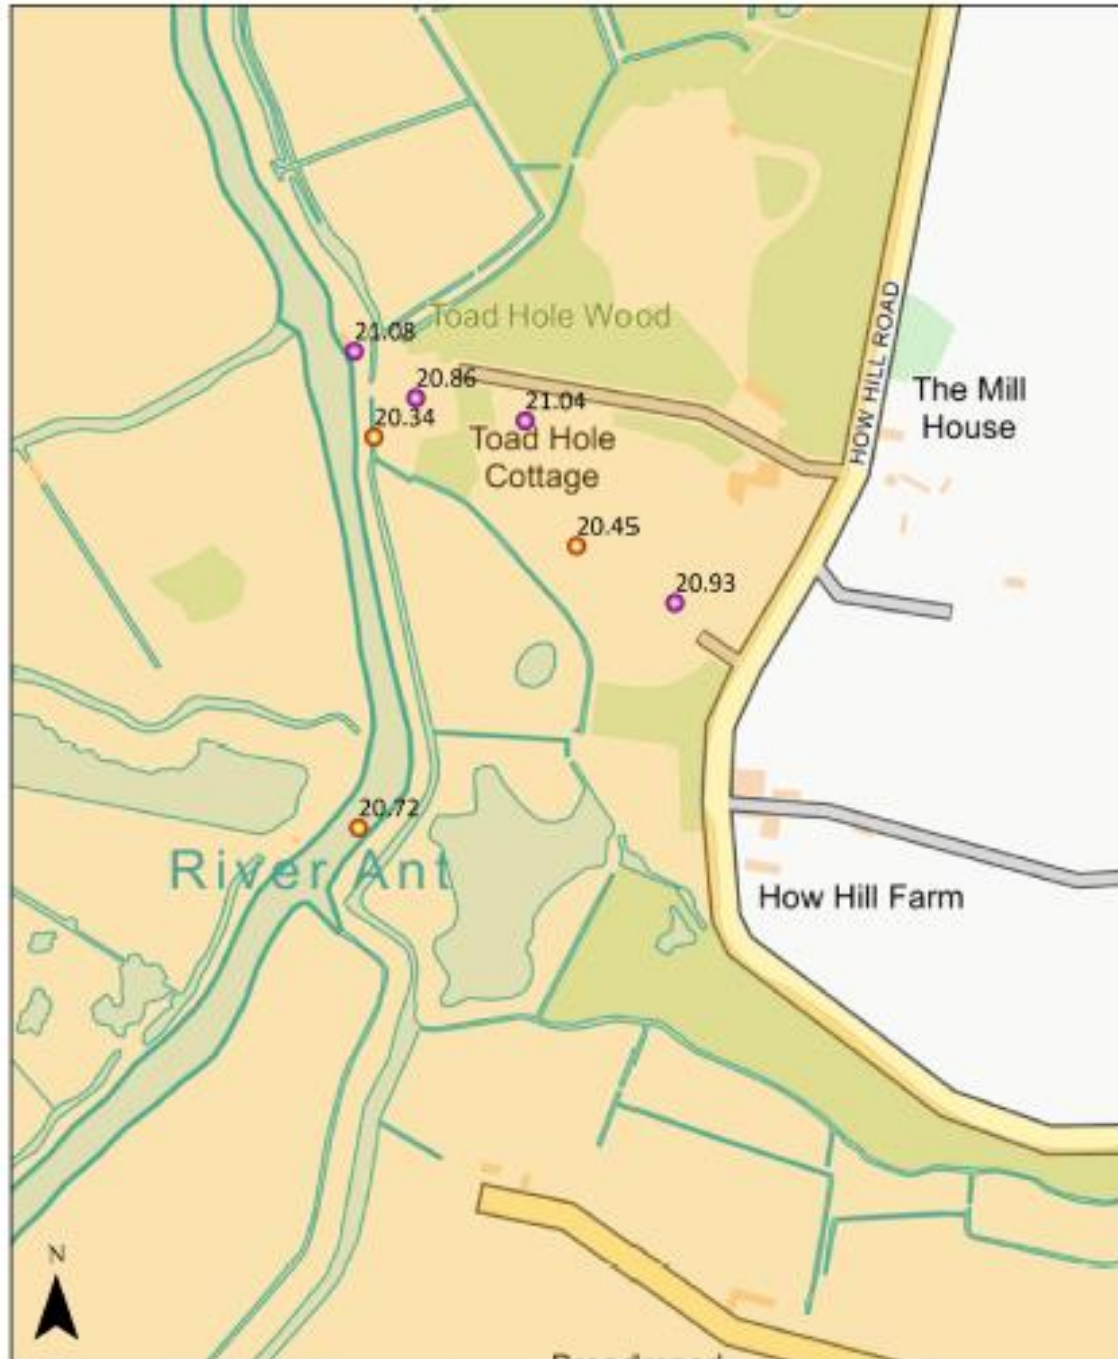 Toad Hole Wood
21.08
20.86
21.04
20.34
Toad Hole
Cottage
HOW HILL ROAD
The Mill
House
20.45
20.93
20.72
River Ant
How Hill Farm
N